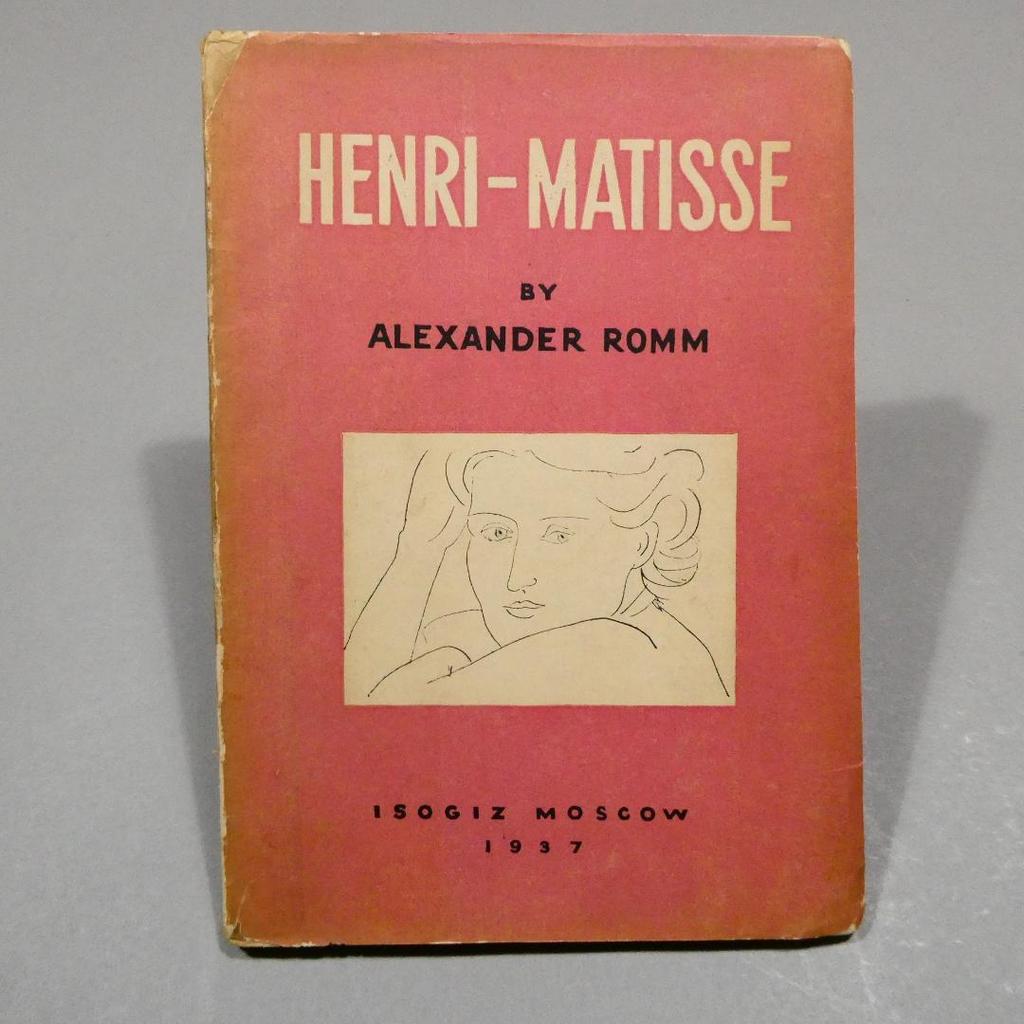 HENRI-MATISSE
BY
ALEXANDER ROMM
ISOGIZ MOSCOW
1937